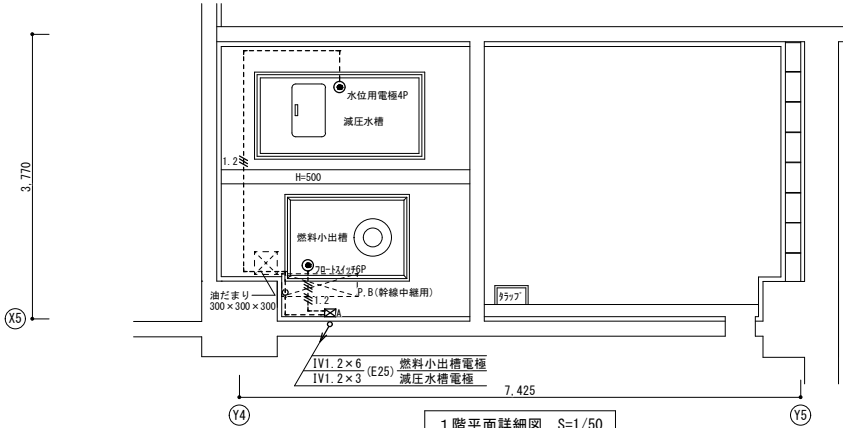 水位用電極4P
減圧水槽
1.2
H=500
3,770
燃料小出槽
フロートスイッチ6P
P.B(幹線中継用)
油だまり
300×300×300
1.2
A
タラップ
X5
IV1.2×6 (E25) 燃料小出槽電極
IV1.2×3 減圧水槽電極
7,425
Y4
Y5
1階平面詳細図 S=1/50